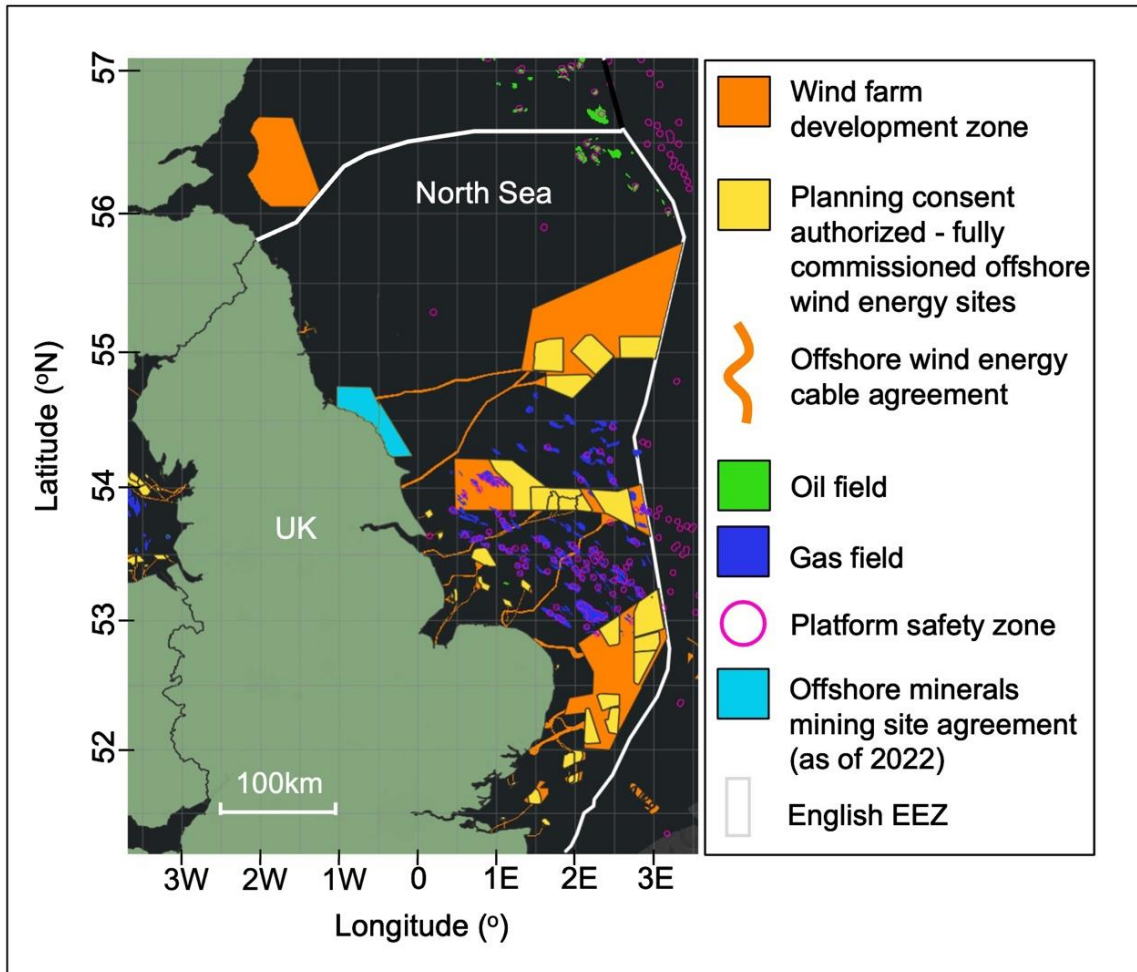 57
56
55
54
53
52
Latitude (ºN)
North Sea
UK
100km
3W 2W 1W 0 1E 2E 3E
Longitude (º)
Wind farm
development zone
Planning consent
authorized - fully
commissioned offshore
wind energy sites
Offshore wind energy
cable agreement
Oil field
Gas field
Platform safety zone
Offshore minerals
mining site agreement
(as of 2022)
English EEZ